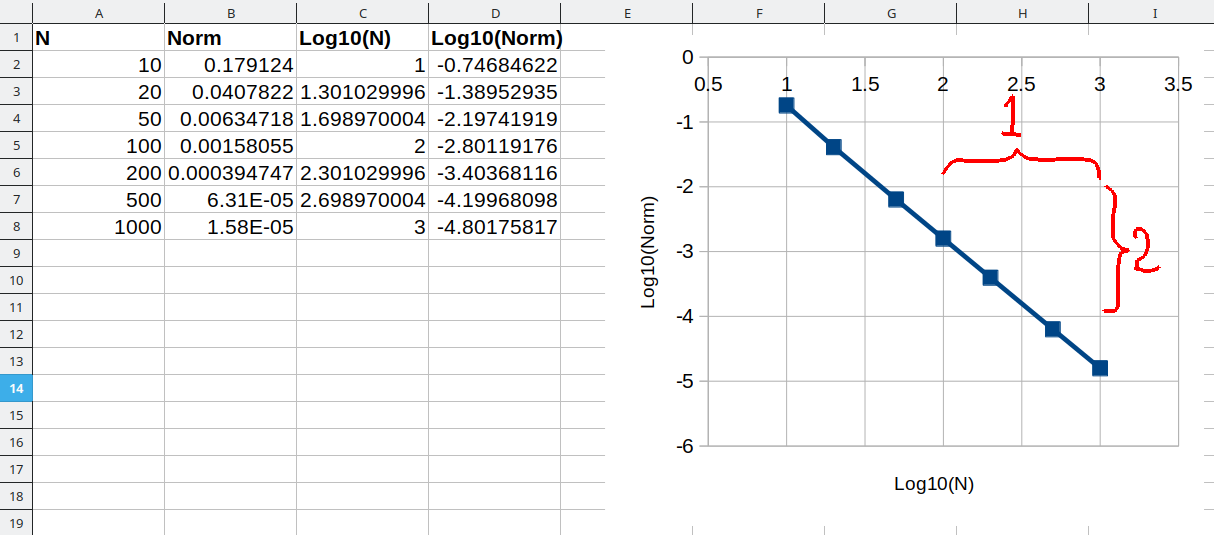 A B C D E F G H I
1 N Norm Log10(N) Log10(Norm)
2 10 0.179124 1 -0.74684622
3 20 0.0407822 1.301029996 -1.38952935
4 50 0.00634718 1.698970004 -2.19741919
5 100 0.00158055 2 -2.80119176
6 200 0.000394747 2.301029996 -3.40368116
7 500 6.31E-05 2.698970004 -4.19968098
8 1000 1.58E-05 3 -4.80175817
9
10
11
12
13
14
15
16
17
18
19
0
0.5 1 1.5 2 2.5 3 3.5
-1
-2
-3
-4
-5
-6
Log10(Norm)
Log10(N)
1
2